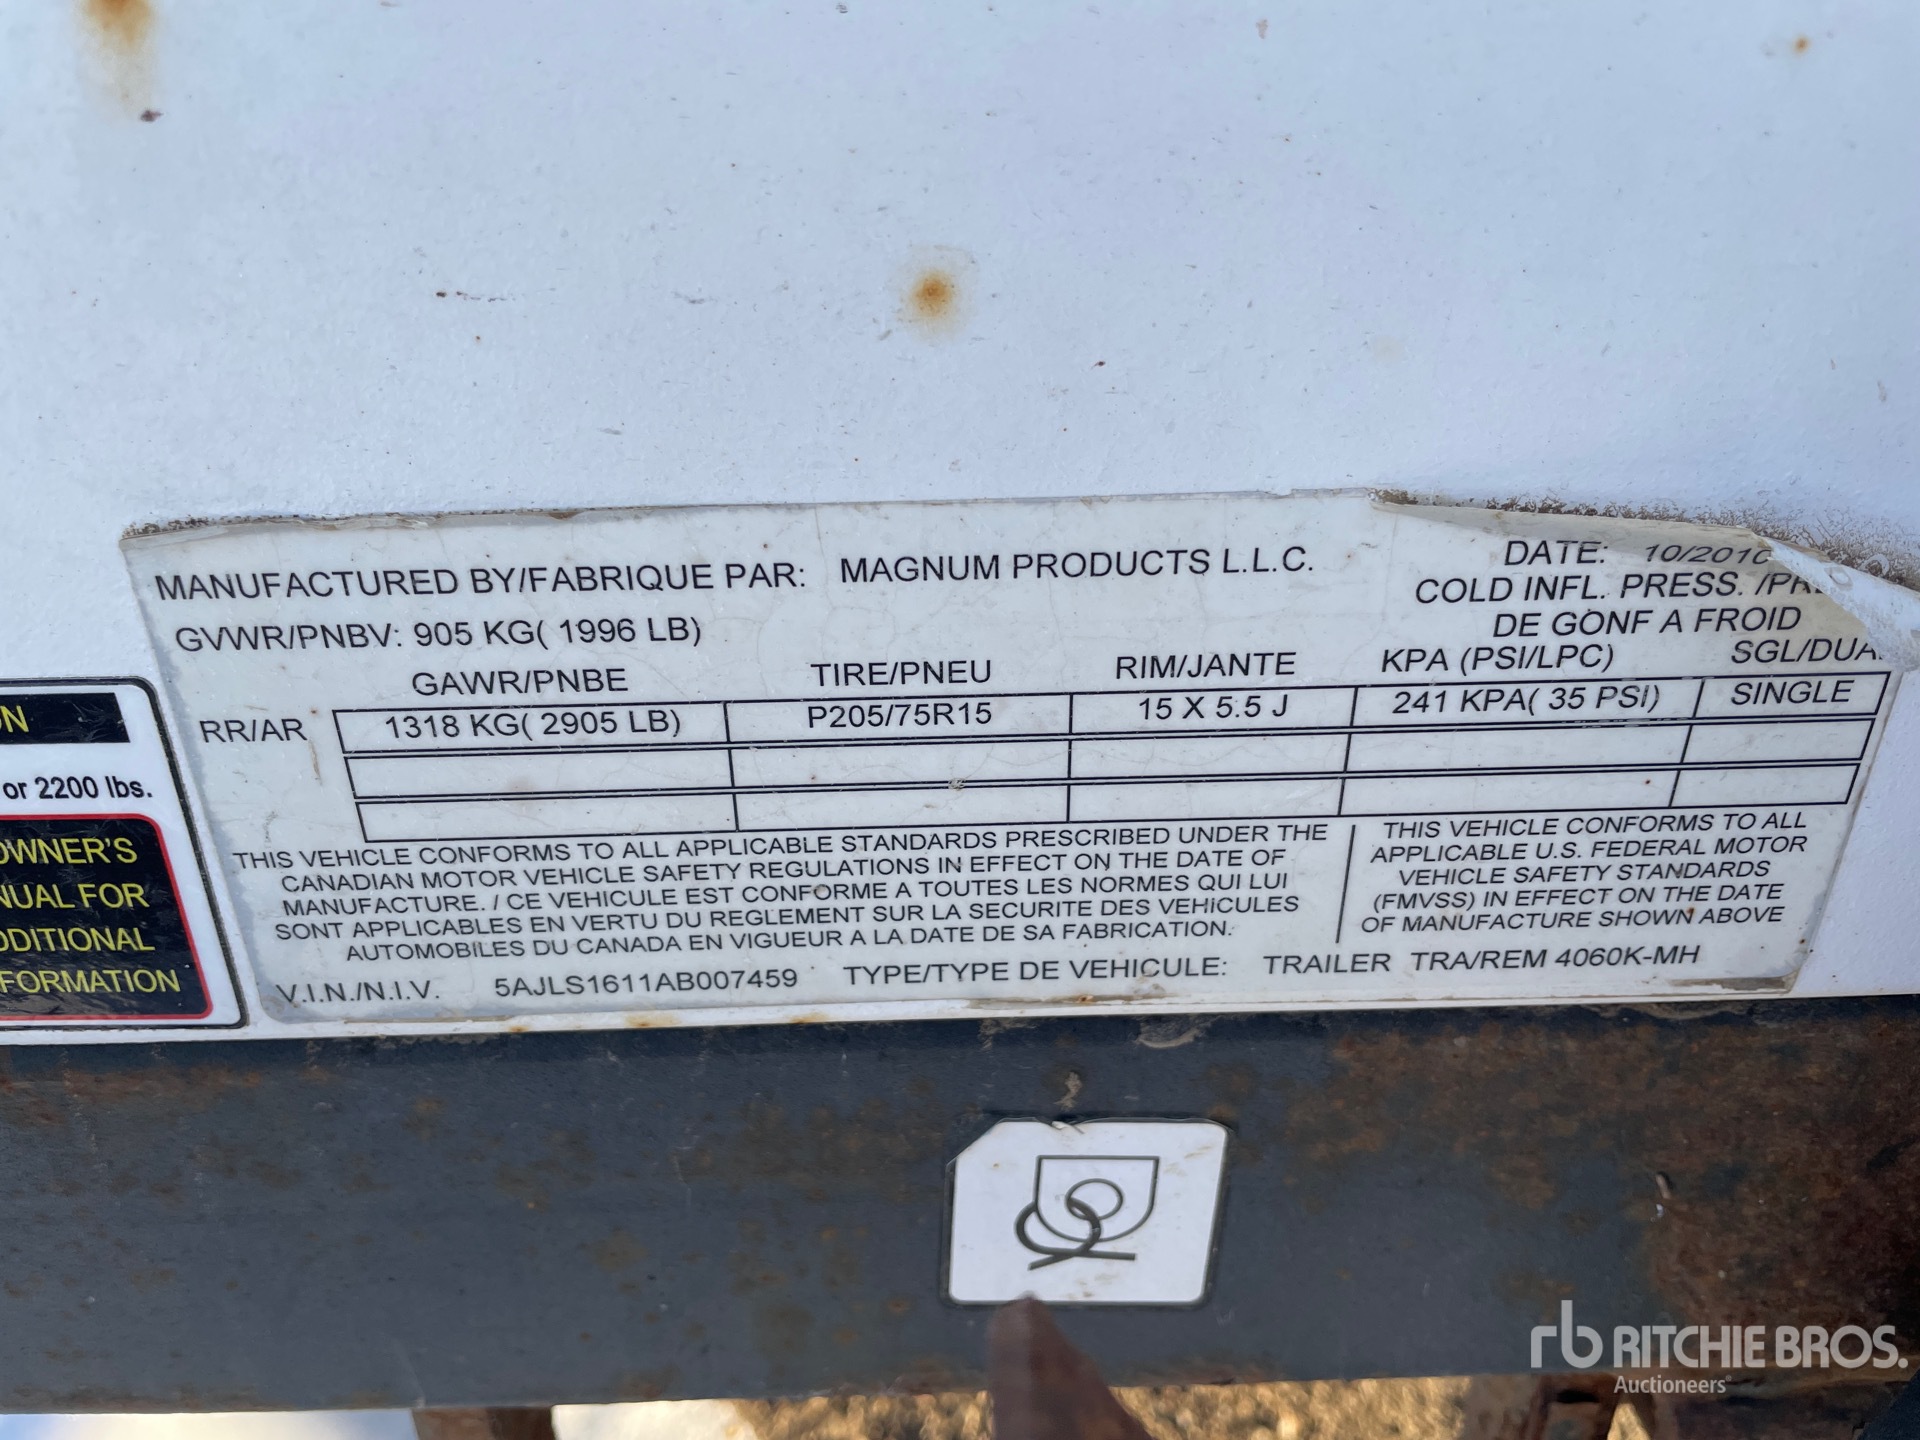 MANUFACTURED BY/FABRIQUE PAR: MAGNUM PRODUCTS L.L.C.
DATE: 10/2010
GVWR/PNBV: 905 KG( 1996 LB)
COLD INFL. PRESS. /PRE
DE GONF A FROID
GAWR/PNBE TIRE/PNEU RIM/JANTE KPA (PSI/LPC) SGL/DUAL
RR/AR 1318 KG( 2905 LB) P205/75R15 15 X 5.5 J 241 KPA( 35 PSI) SINGLE
THIS VEHICLE CONFORMS TO ALL APPLICABLE STANDARDS PRESCRIBED UNDER THE
CANADIAN MOTOR VEHICLE SAFETY REGULATIONS IN EFFECT ON THE DATE OF
MANUFACTURE. / CE VEHICULE EST CONFORME A TOUTES LES NORMES QUI LUI
SONT APPLICABLES EN VERTU DU REGLEMENT SUR LA SECURITE DES VEHICULES
AUTOMOBILES DU CANADA EN VIGUEUR A LA DATE DE SA FABRICATION.
THIS VEHICLE CONFORMS TO ALL
APPLICABLE U.S. FEDERAL MOTOR
VEHICLE SAFETY STANDARDS
(FMVSS) IN EFFECT ON THE DATE
OF MANUFACTURE SHOWN ABOVE
V.I.N./N.I.V. 5AJLS1611AB007459 TYPE/TYPE DE VEHICULE: TRAILER TRA/REM 4060K-MH
ON
or 2200 lbs.
OWNER'S
NUAL FOR
DDITIONAL
FORMATION
rb RITCHIE BROS.
Auctioneers